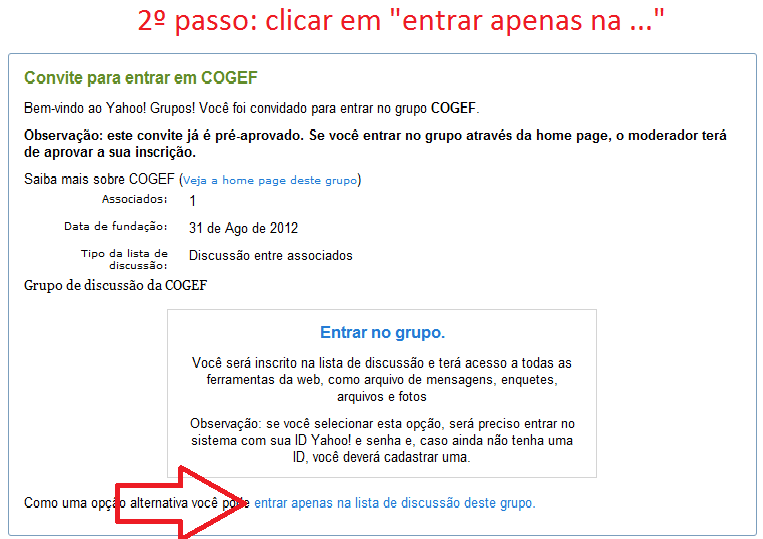 2º passo: clicar em "entrar apenas na ..."
Convite para entrar em COGEF
Bem-vindo ao Yahoo! Grupos! Você foi convidado para entrar no grupo COGEF.
Observação: este convite já é pré-aprovado. Se você entrar no grupo através da home page, o moderador terá
de aprovar a sua inscrição.
Saiba mais sobre COGEF (Veja a home page deste grupo)
Associados: 1
Data de fundação: 31 de Ago de 2012
Tipo da lista de discussão: Discussão entre associados
Grupo de discussão da COGEF
Entrar no grupo.
Você será inscrito na lista de discussão e terá acesso a todas as
ferramentas da web, como arquivo de mensagens, enquetes,
arquivos e fotos
Observação: se você selecionar esta opção, será preciso entrar no
sistema com sua ID Yahoo! e senha e, caso ainda não tenha uma
ID, você deverá cadastrar uma.
Como uma opção alternativa você pode entrar apenas na lista de discussão deste grupo.